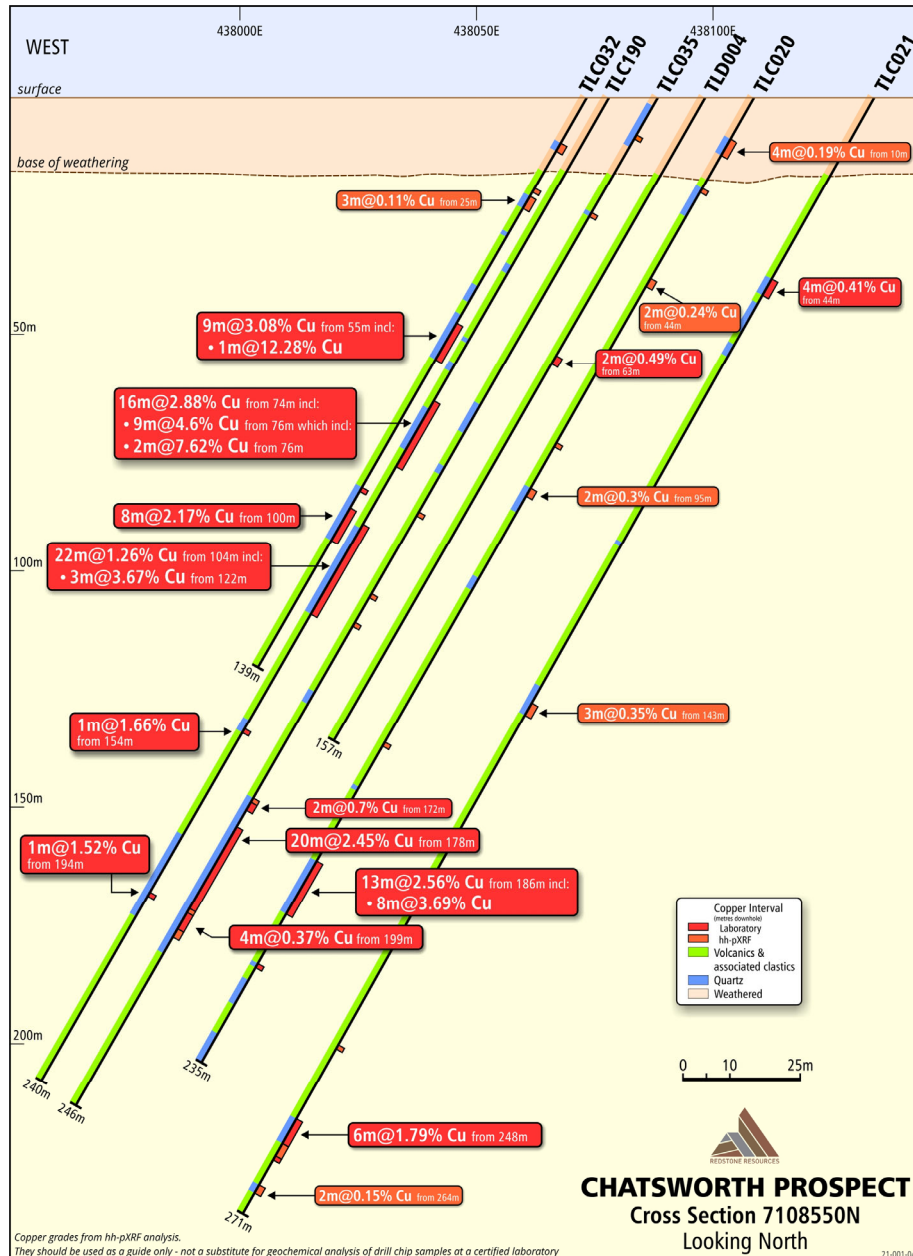 438000E
438050E
438100E
WEST
TLC032
TLC190
TLC035
TLD004
TLC020
TLC021
surface
base of weathering
4m@0.19% Cu from 10m
3m@0.11% Cu from 25m
4m@0.41% Cu
from 44m
2m@0.24% Cu
from 44m
50m
9m@3.08% Cu from 55m incl:
• 1m@12.28% Cu
2m@0.49% Cu
from 63m
16m@2.88% Cu from 74m incl:
• 9m@4.6% Cu from 76m which incl:
• 2m@7.62% Cu from 76m
2m@0.3% Cu from 95m
8m@2.17% Cu from 100m
22m@1.26% Cu from 104m incl:
• 3m@3.67% Cu from 122m
100m
139m
3m@0.35% Cu from 143m
1m@1.66% Cu
from 154m
157m
150m
2m@0.7% Cu from 172m
20m@2.45% Cu from 178m
1m@1.52% Cu
from 194m
13m@2.56% Cu from 186m incl:
• 8m@3.69% Cu
4m@0.37% Cu from 199m
Copper Interval
(metres downhole)
Laboratory
hh-pXRF
Volcanics &
associated clastics
Quartz
Weathered
200m
240m
246m
235m
0 10 25m
6m@1.79% Cu from 248m
REDSTONE RESOURCES
2m@0.15% Cu from 264m
271m
CHATSWORTH PROSPECT
Cross Section 7108550N
Looking North
Copper grades from hh-pXRF analysis.
They should be used as a guide only - not a substitute for geochemical analysis of drill chip samples at a certified laboratory